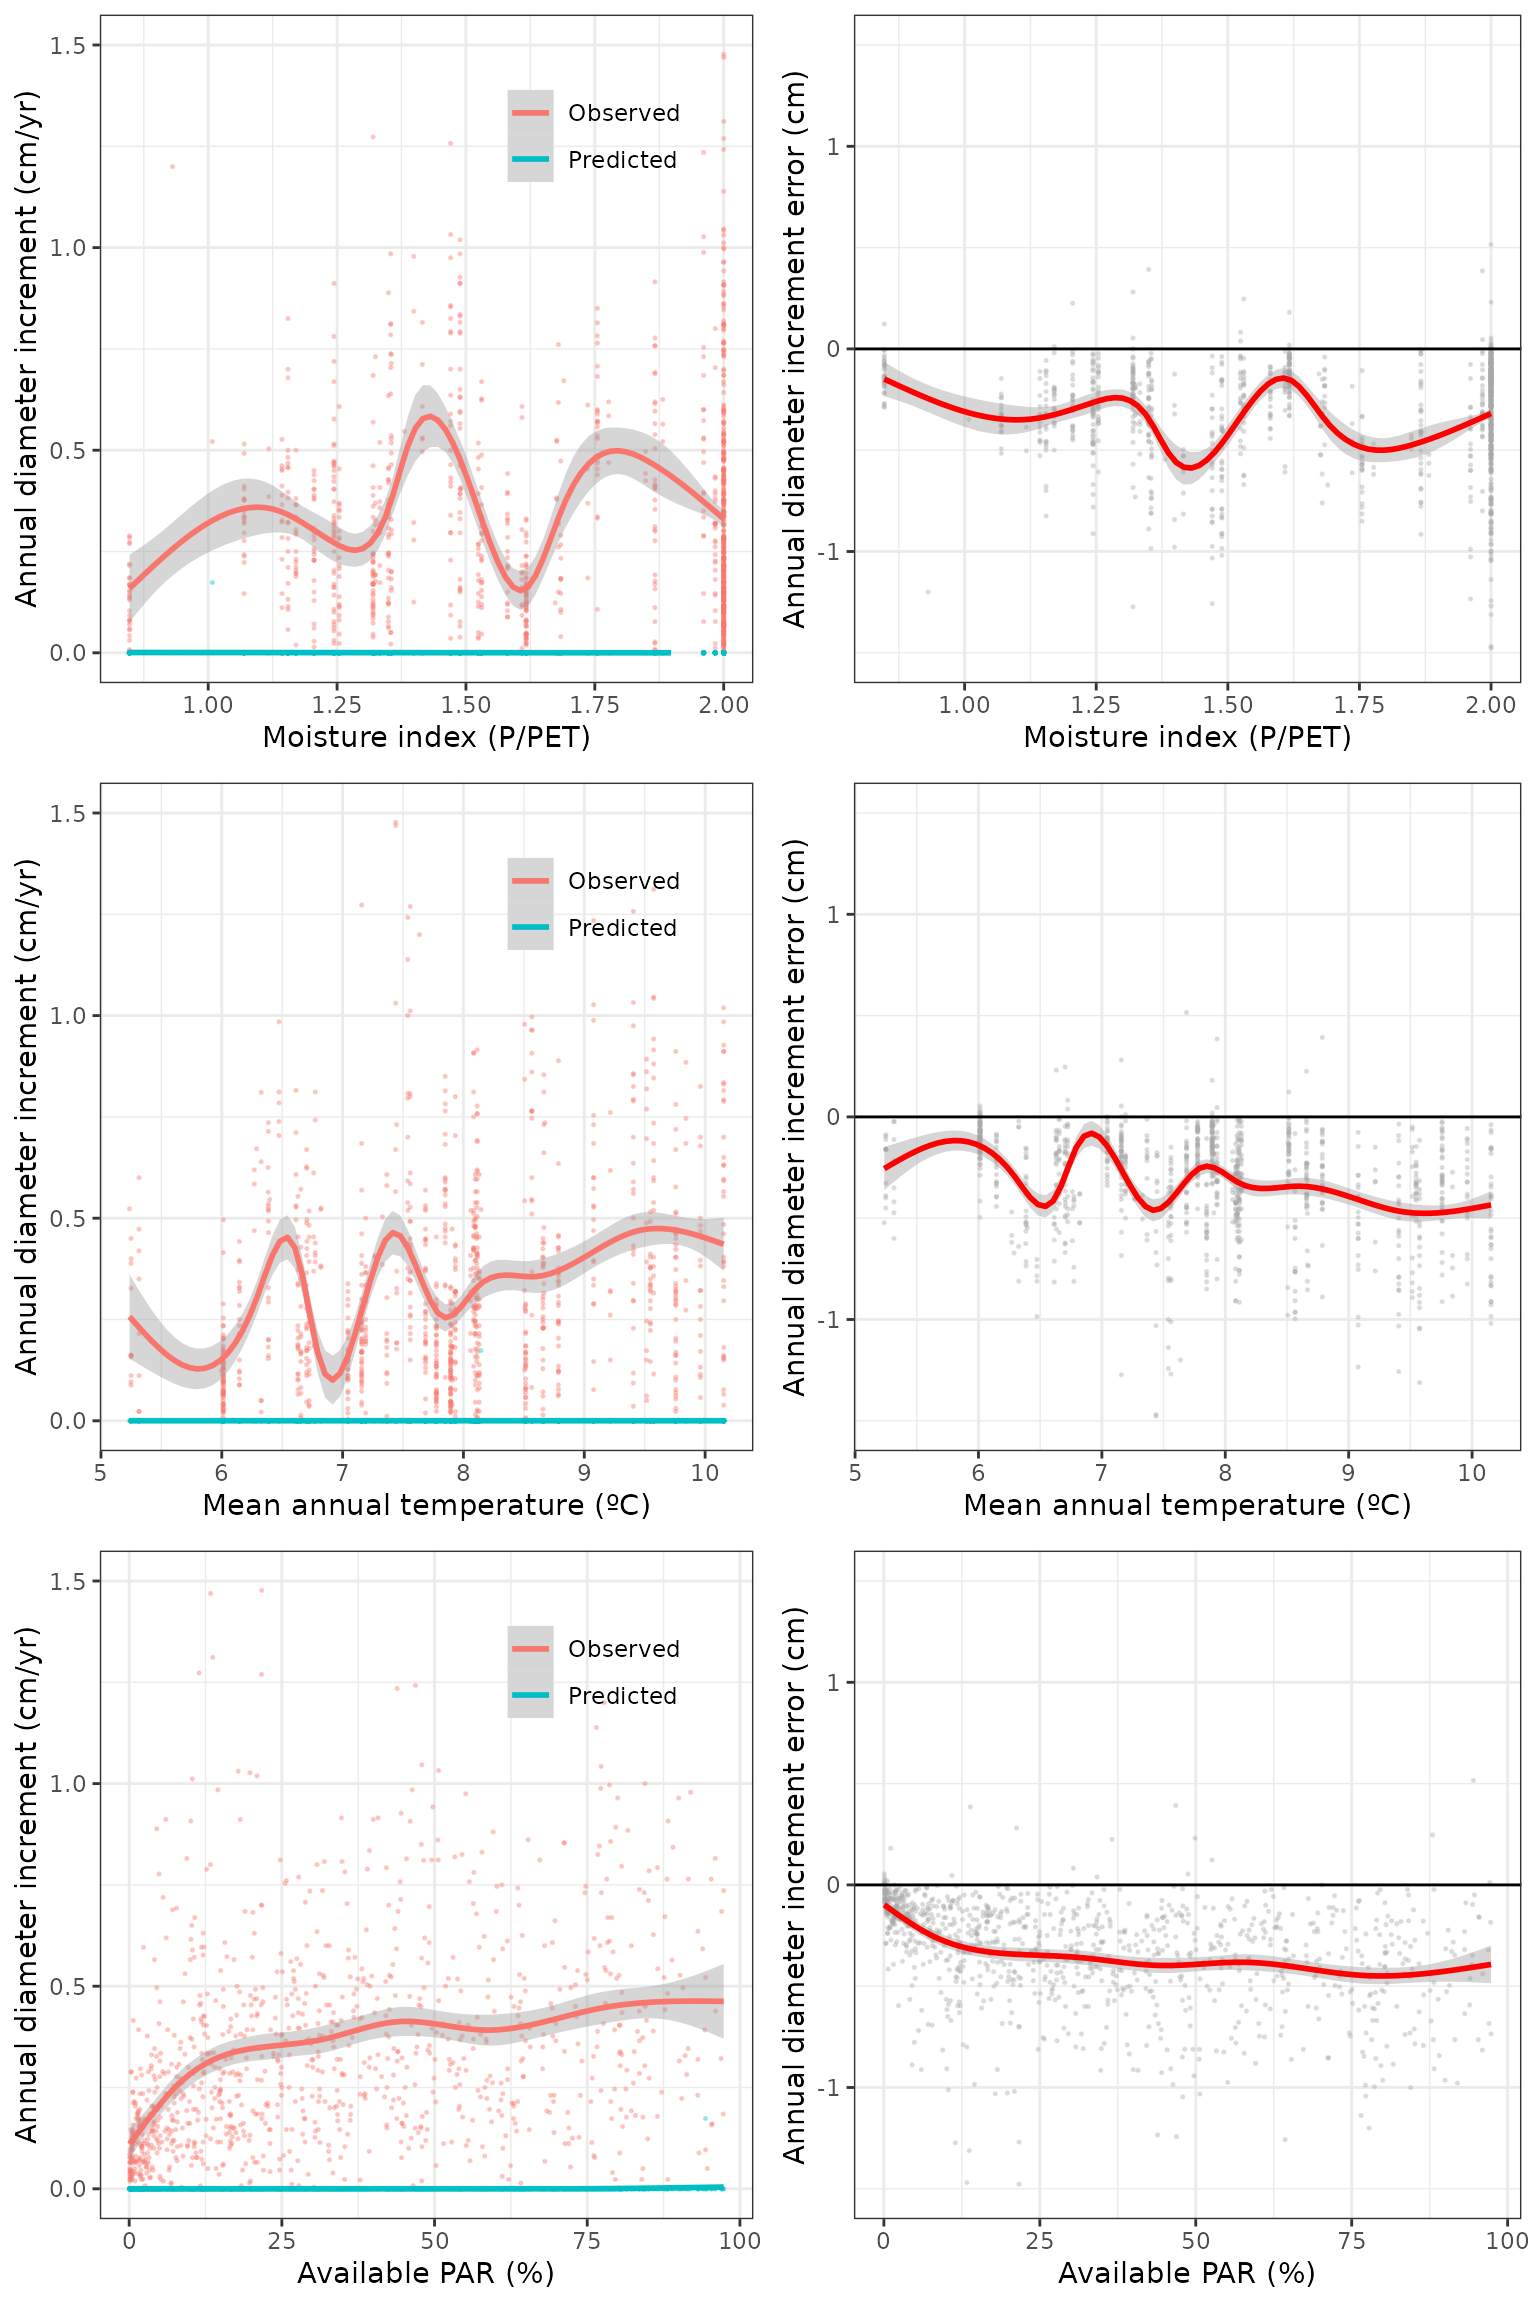 Annual diameter increment (cm/yr)
1.5
1.0
0.5
0.0
Observed
Predicted
1.00 1.25 1.50 1.75 2.00
Moisture index (P/PET)
Annual diameter increment error (cm)
1
0
-1
1.00 1.25 1.50 1.75 2.00
Moisture index (P/PET)
Annual diameter increment (cm/yr)
1.5
1.0
0.5
0.0
Observed
Predicted
5 6 7 8 9 10
Mean annual temperature (ºC)
Annual diameter increment error (cm)
1
0
-1
5 6 7 8 9 10
Mean annual temperature (ºC)
Annual diameter increment (cm/yr)
1.5
1.0
0.5
0.0
Observed
Predicted
0 25 50 75 100
Available PAR (%)
Annual diameter increment error (cm)
1
0
-1
0 25 50 75 100
Available PAR (%)